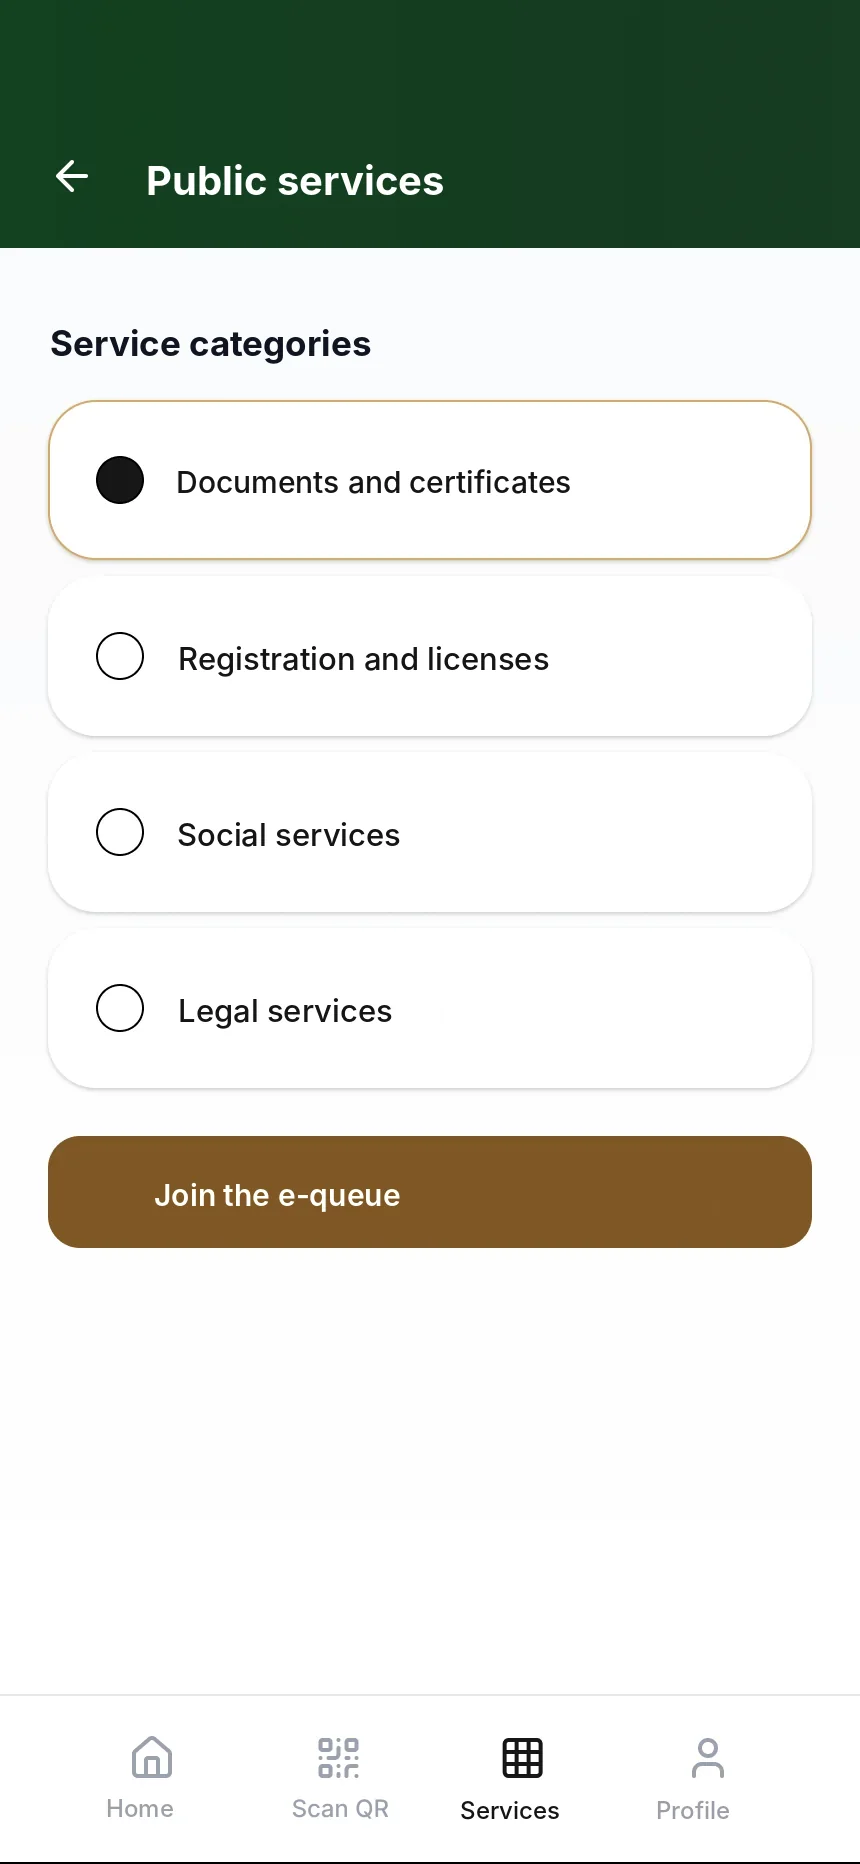 Public services
Service categories
Documents and certificates
Registration and licenses
Social services
Legal services
Join the e-queue
Home
Scan QR
Services
Profile